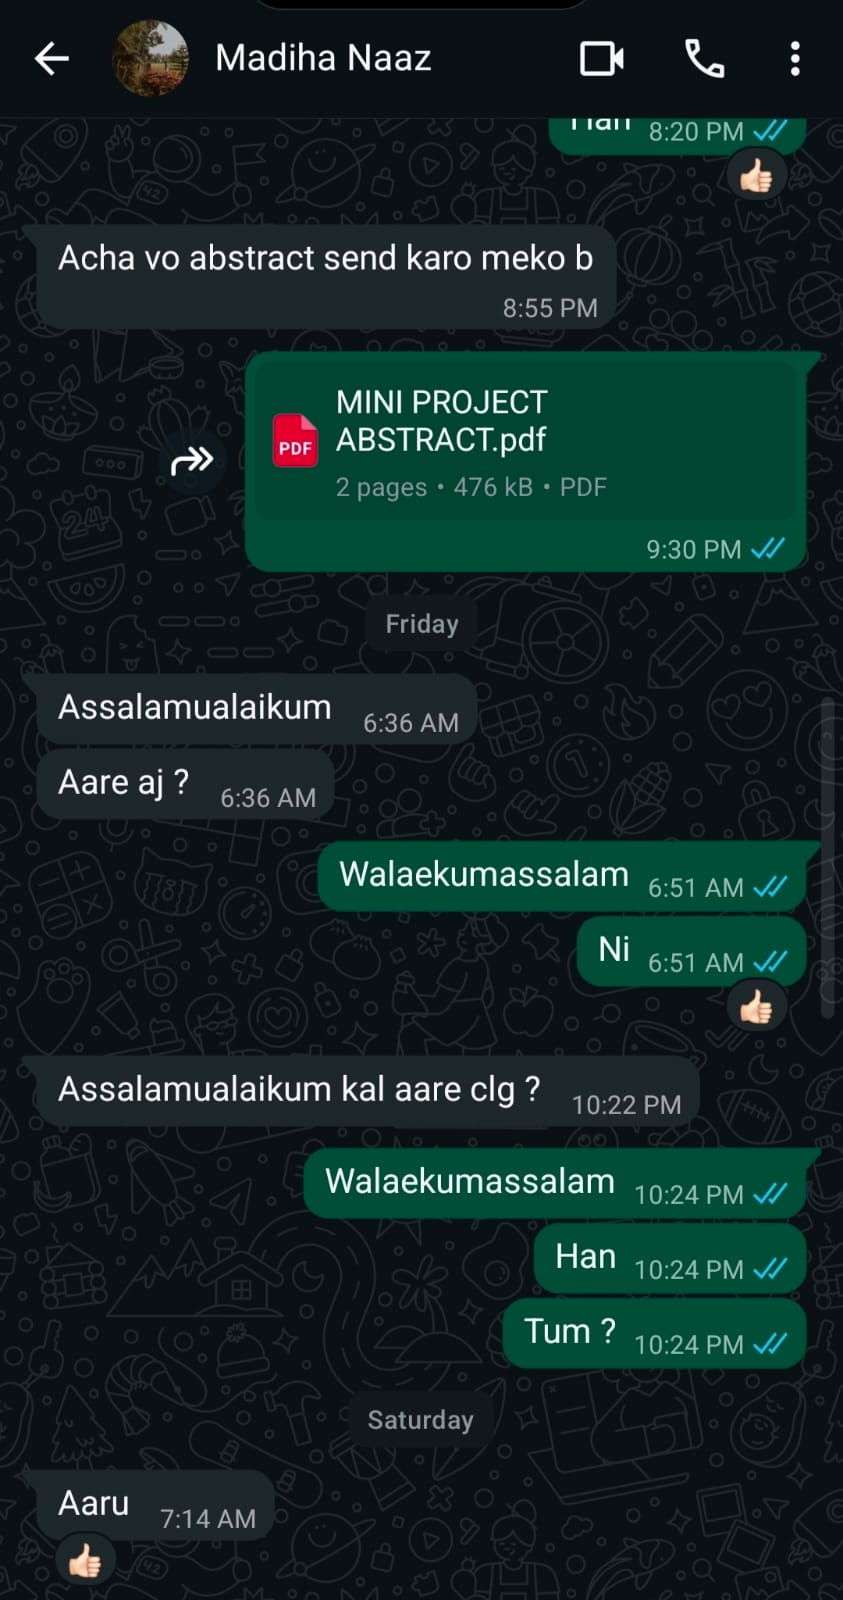 Madiha Naaz
8:20 PM
Acha vo abstract send karo meko b
8:55 PM
MINI PROJECT
ABSTRACT.pdf
PDF
2 pages • 476 kB • PDF
9:30 PM
Friday
Assalamualaikum 6:36 AM
Aare aj ? 6:36 AM
Walaekumassalam 6:51 AM
Ni 6:51 AM
Assalamualaikum kal aare clg ? 10:22 PM
Walaekumassalam 10:24 PM
Han 10:24 PM
Tum ? 10:24 PM
Saturday
Aaru 7:14 AM